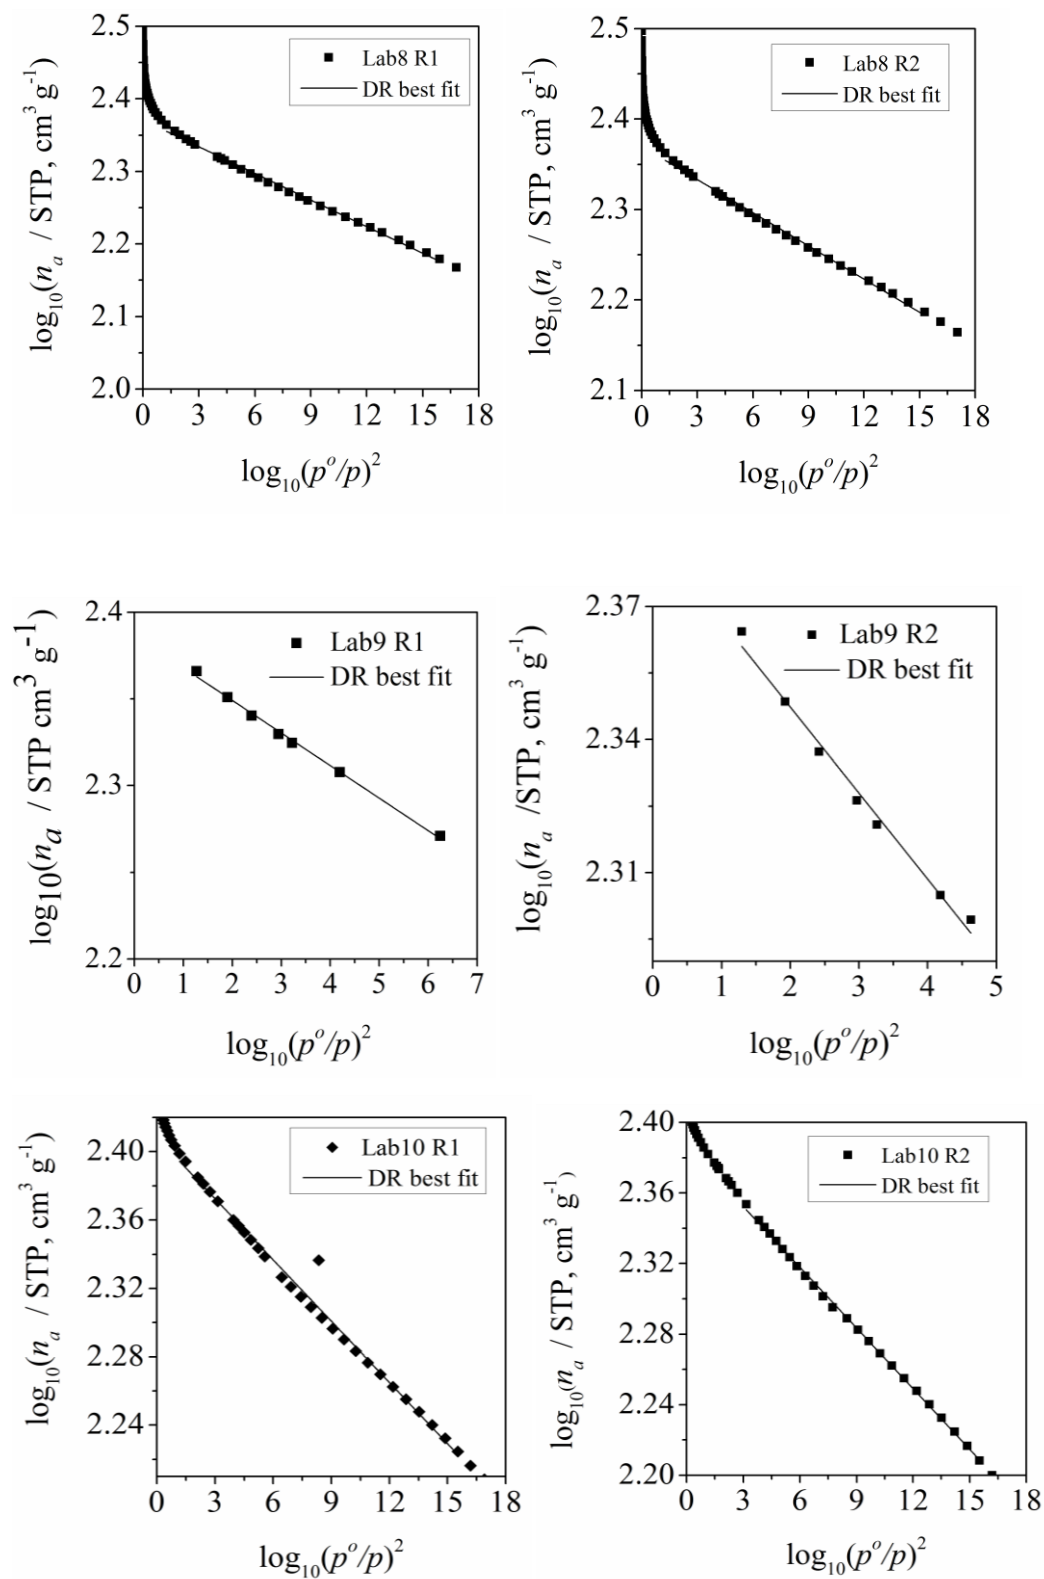 2.5
2.4
2.3
2.2
2.1
2.0
log₁₀(nₐ / STP, cm³ g⁻¹)
Lab8 R1
DR best fit
0 3 6 9 12 15 18
log₁₀(pᵒ/p)²
2.5
2.4
2.3
2.2
2.1
log₁₀(nₐ / STP, cm³ g⁻¹)
Lab8 R2
DR best fit
0 3 6 9 12 15 18
log₁₀(pᵒ/p)²
2.4
2.3
2.2
log10(na / STP cm³ g⁻¹)
Lab9 R1
DR best fit
0 1 2 3 4 5 6 7
log₁₀(pᵒ/p)²
2.37
2.34
2.31
log₁₀(nₐ /STP, cm³ g⁻¹)
Lab9 R2
DR best fit
0 1 2 3 4 5
log₁₀(pᵒ/p)²
2.40
2.36
2.32
2.28
2.24
log₁₀(nₐ / STP, cm³ g⁻¹)
Lab10 R1
DR best fit
0 3 6 9 12 15 18
log₁₀(pᵒ/p)²
2.40
2.36
2.32
2.28
2.24
2.20
log₁₀(nₐ / STP, cm³ g⁻¹)
Lab10 R2
DR best fit
0 3 6 9 12 15 18
log₁₀(pᵒ/p)²